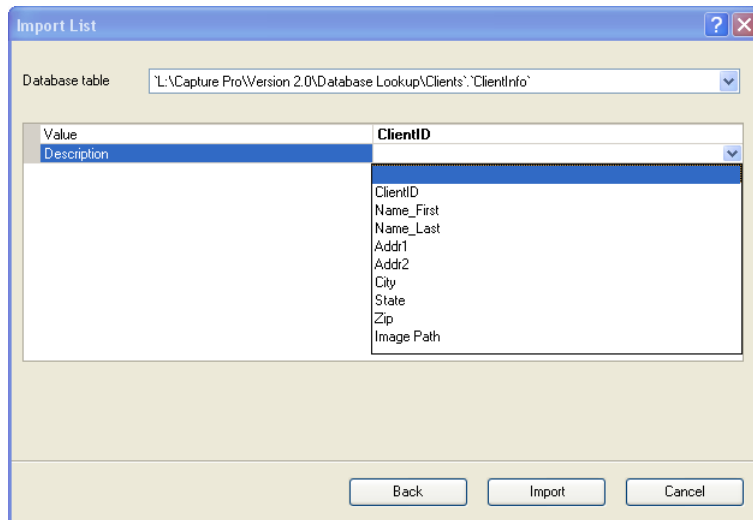 Import List
Database table `L:\Capture Pro\Version 2.0\Database Lookup\Clients`.`ClientInfo`
Value ClientID
Description
ClientID
Name_First
Name_Last
Addr1
Addr2
City
State
Zip
Image Path
Back Import Cancel